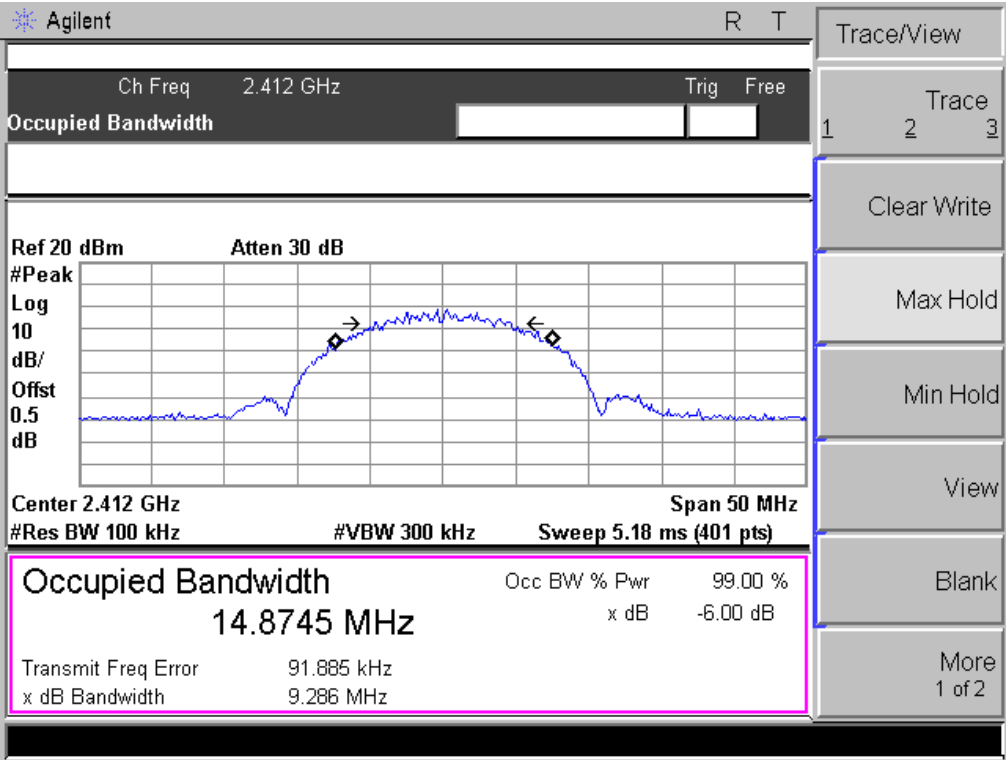 Agilent R T
Ch Freq 2.412 GHz Trig Free
Occupied Bandwidth
Ref 20 dBm Atten 30 dB
#Peak
Log
10
dB/
Offst
0.5
dB
Center 2.412 GHz Span 50 MHz
#Res BW 100 kHz #VBW 300 kHz Sweep 5.18 ms (401 pts)
Occupied Bandwidth
14.8745 MHz
Occ BW % Pwr 99.00 %
x dB -6.00 dB
Transmit Freq Error 91.885 kHz
x dB Bandwidth 9.286 MHz
Trace/View
Trace
1 2 3
Clear Write
Max Hold
Min Hold
View
Blank
More
1 of 2